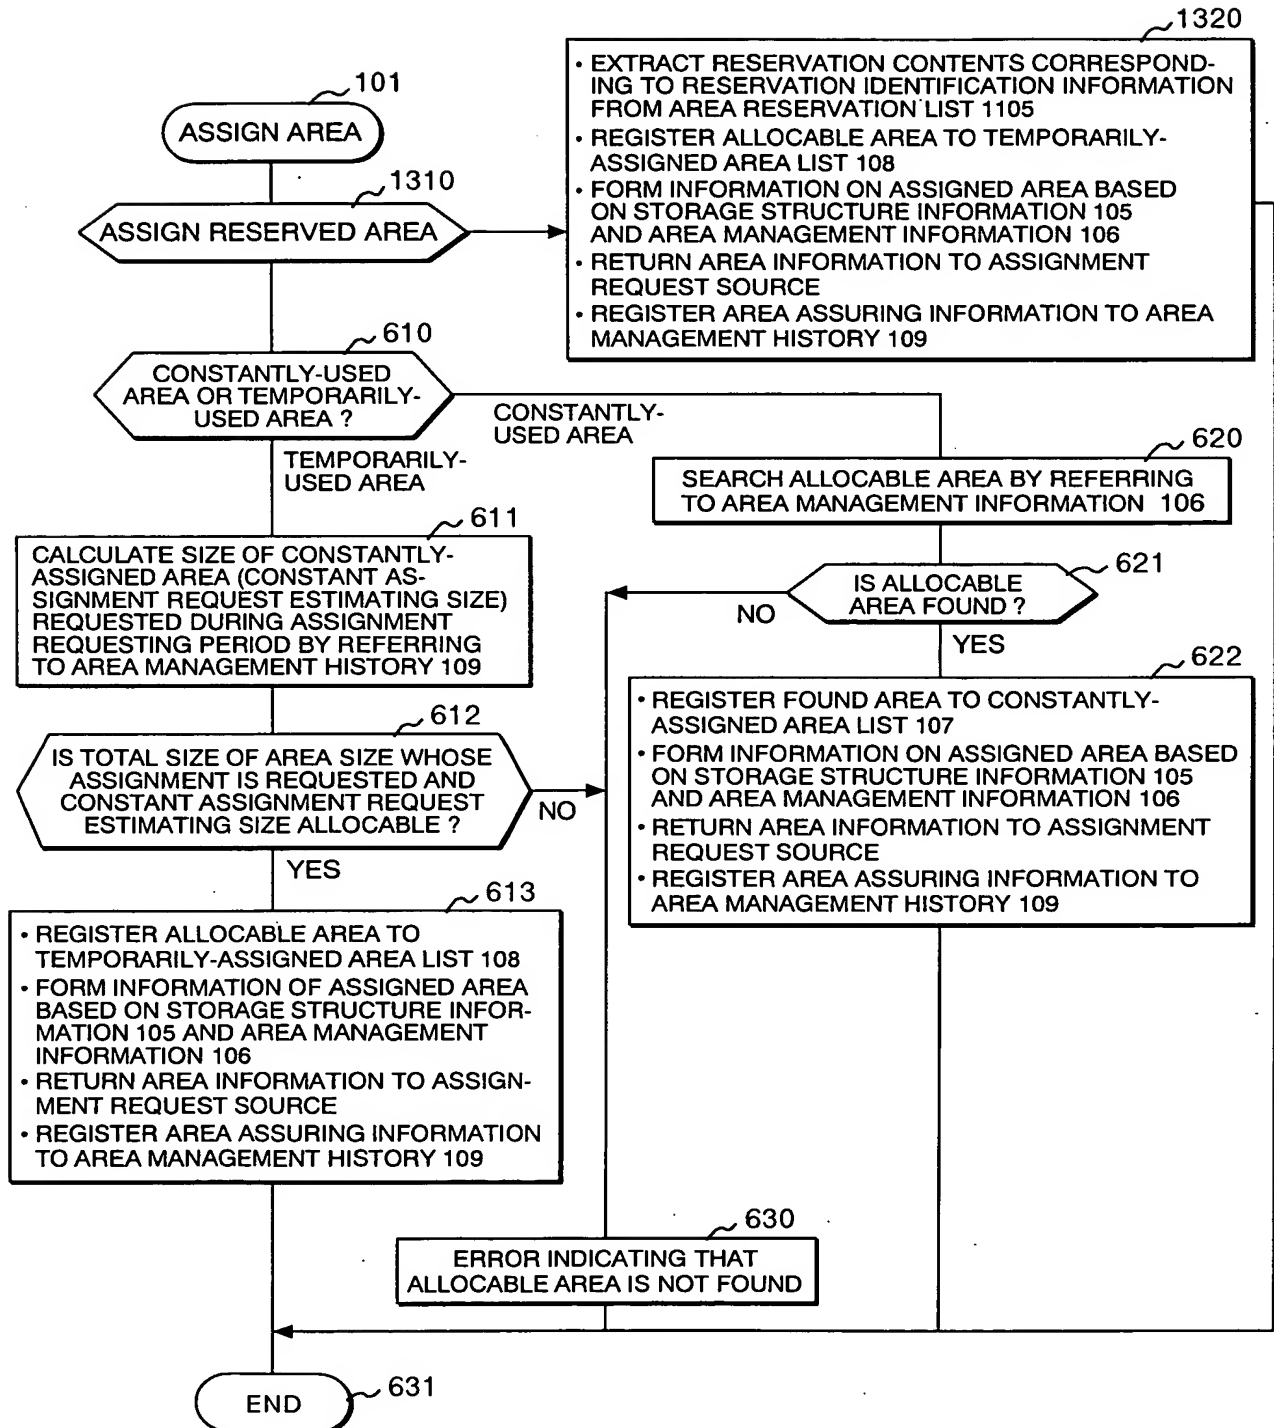 1320
• EXTRACT RESERVATION CONTENTS CORRESPOND-
ING TO RESERVATION IDENTIFICATION INFORMATION
FROM AREA RESERVATION LIST 1105
• REGISTER ALLOCABLE AREA TO TEMPORARILY-
ASSIGNED AREA LIST 108
• FORM INFORMATION ON ASSIGNED AREA BASED
ON STORAGE STRUCTURE INFORMATION 105
AND AREA MANAGEMENT INFORMATION 106
• RETURN AREA INFORMATION TO ASSIGNMENT
REQUEST SOURCE
• REGISTER AREA ASSURING INFORMATION TO AREA
MANAGEMENT HISTORY 109
101
ASSIGN AREA
1310
ASSIGN RESERVED AREA
610
CONSTANTLY-USED
AREA OR TEMPORARILY-
USED AREA ?
CONSTANTLY-
USED AREA
TEMPORARILY-
USED AREA
620
SEARCH ALLOCABLE AREA BY REFERRING
TO AREA MANAGEMENT INFORMATION 106
611
CALCULATE SIZE OF CONSTANTLY-
ASSIGNED AREA (CONSTANT AS-
SIGNMENT REQUEST ESTIMATING SIZE)
REQUESTED DURING ASSIGNMENT
REQUESTING PERIOD BY REFERRING
TO AREA MANAGEMENT HISTORY 109
621
IS ALLOCABLE
AREA FOUND ?
NO
YES
622
• REGISTER FOUND AREA TO CONSTANTLY-
ASSIGNED AREA LIST 107
• FORM INFORMATION ON ASSIGNED AREA BASED
ON STORAGE STRUCTURE INFORMATION 105
AND AREA MANAGEMENT INFORMATION 106
• RETURN AREA INFORMATION TO ASSIGNMENT
REQUEST SOURCE
• REGISTER AREA ASSURING INFORMATION TO
AREA MANAGEMENT HISTORY 109
612
IS TOTAL SIZE OF AREA SIZE WHOSE
ASSIGNMENT IS REQUESTED AND
CONSTANT ASSIGNMENT REQUEST
ESTIMATING SIZE ALLOCABLE ?
NO
YES
613
• REGISTER ALLOCABLE AREA TO
TEMPORARILY-ASSIGNED AREA LIST 108
• FORM INFORMATION OF ASSIGNED AREA
BASED ON STORAGE STRUCTURE INFOR-
MATION 105 AND AREA MANAGEMENT
INFORMATION 106
• RETURN AREA INFORMATION TO ASSIGN-
MENT REQUEST SOURCE
• REGISTER AREA ASSURING INFORMATION
TO AREA MANAGEMENT HISTORY 109
630
ERROR INDICATING THAT
ALLOCABLE AREA IS NOT FOUND
END
631